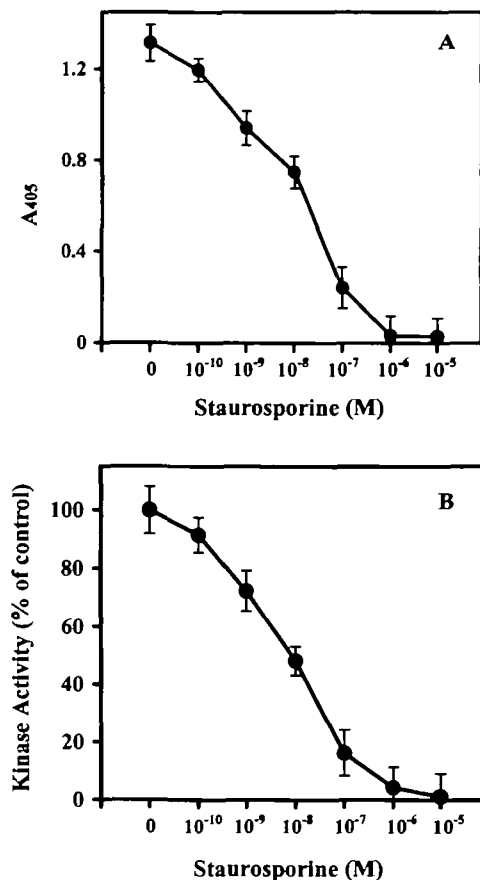 A
1.2
0.8
0.4
0
A₄₀₅
0 10⁻¹⁰ 10⁻⁹ 10⁻⁸ 10⁻⁷ 10⁻⁶ 10⁻⁵
Staurosporine (M)
B
100
80
60
40
20
0
Kinase Activity (% of control)
0 10⁻¹⁰ 10⁻⁹ 10⁻⁸ 10⁻⁷ 10⁻⁶ 10⁻⁵
Staurosporine (M)